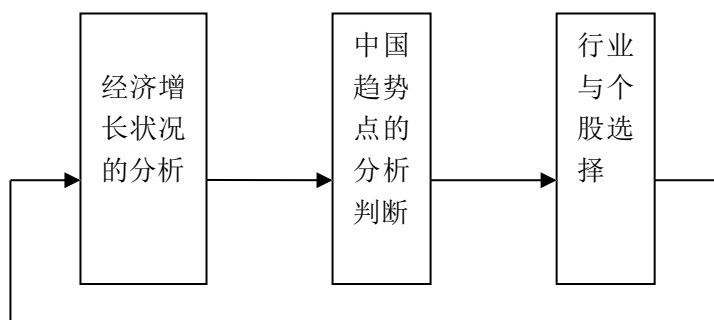 经济增
长状况
的分析
中国
趋势
点的
分析
判断
行业
与个
股选
择